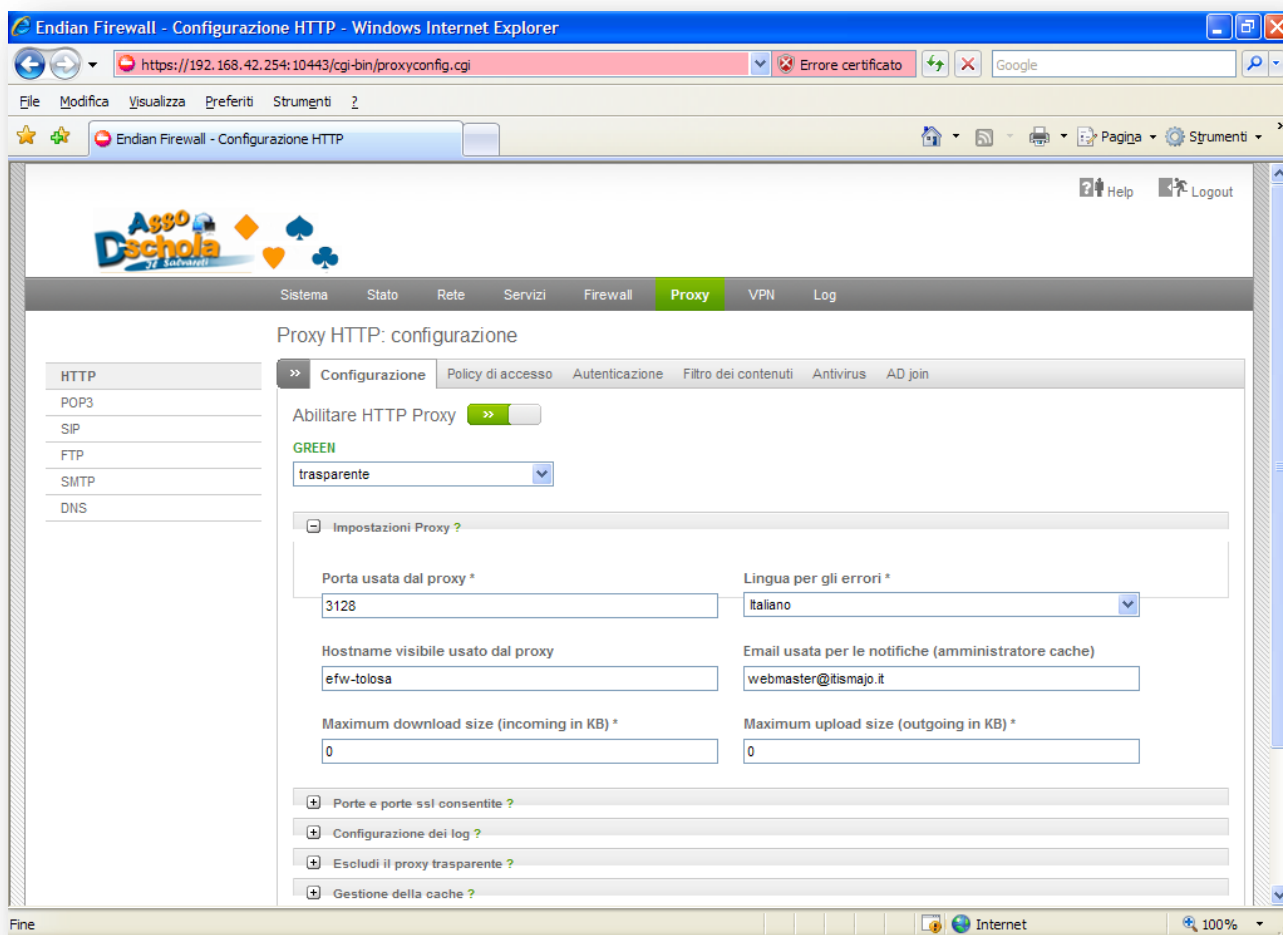 Endian Firewall - Configurazione HTTP - Windows Internet Explorer
https://192.168.42.254:10443/cgi-bin/proxyconfig.cgi
Errore certificato
Google
File Modifica Visualizza Preferiti Strumenti ?
Endian Firewall - Configurazione HTTP
Pagina Strumenti
Help Logout
Asso
Dschola
Sistema Stato Rete Servizi Firewall Proxy VPN Log
Proxy HTTP: configurazione
HTTP
POP3
SIP
FTP
SMTP
DNS
» Configurazione Policy di accesso Autenticazione Filtro dei contenuti Antivirus AD join
Abilitare HTTP Proxy »
GREEN
trasparente
Impostazioni Proxy ?
Porta usata dal proxy * Lingua per gli errori *
3128 Italiano
Hostname visibile usato dal proxy Email usata per le notifiche (amministratore cache)
efw-tolosa webmaster@itismajo.it
Maximum download size (incoming in KB) * Maximum upload size (outgoing in KB) *
0 0
Porte e porte ssl consentite ?
Configurazione dei log ?
Escludi il proxy trasparente ?
Gestione della cache ?
Fine Internet 100%